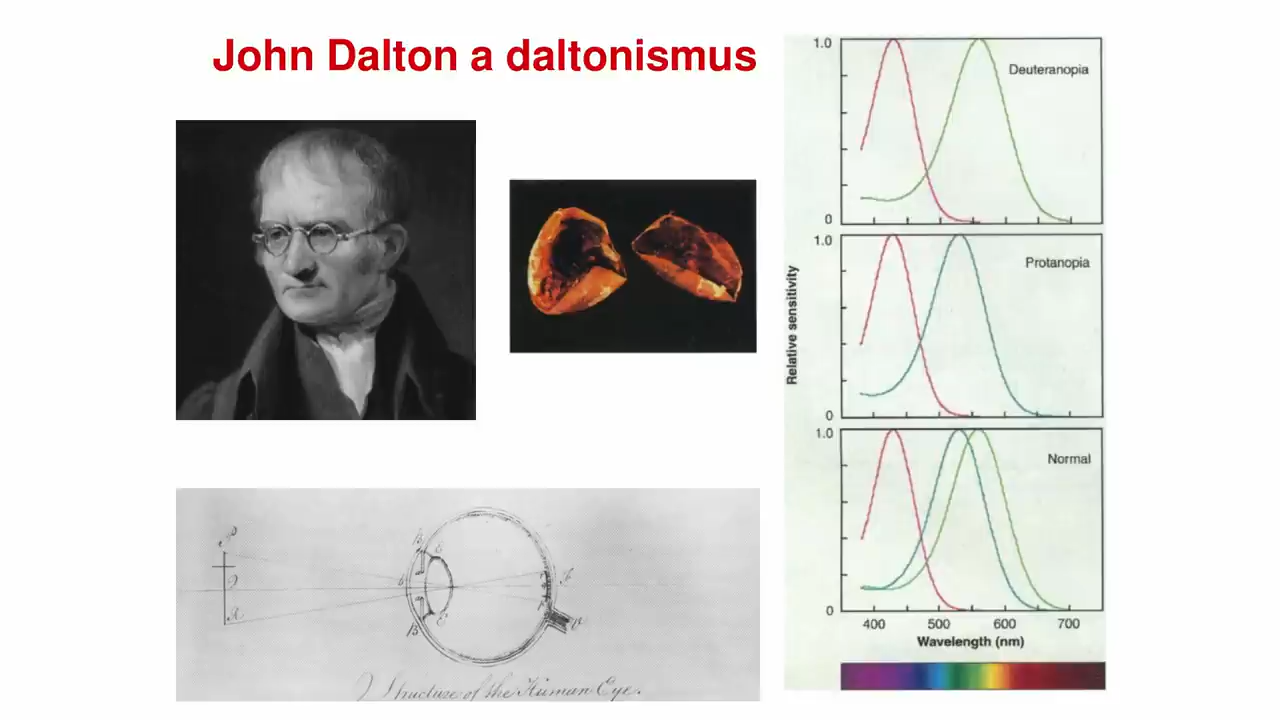 John Dalton a daltonismus
1.0
Deuteranopia
0
1.0
Protanopia
0
1.0
Normal
0
Relative sensitivity
400 500 600 700
Wavelength (nm)
Structure of the Human Eye.